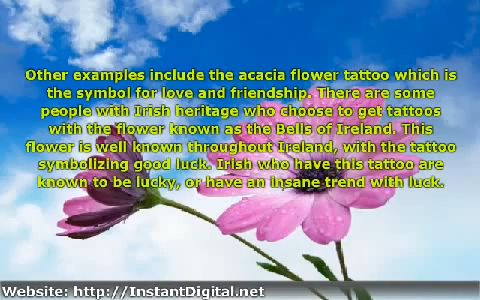 Other examples include the acacia flower tattoo which is
the symbol for love and friendship. There are some
people with Irish heritage who choose to get tattoos
with the flower known as the Bells of Ireland. This
flower is well known throughout Ireland, with the tattoo
symbolizing good luck. Irish who have this tattoo are
known to be lucky, or have an insane trend with luck.
Website: http://InstantDigital.net